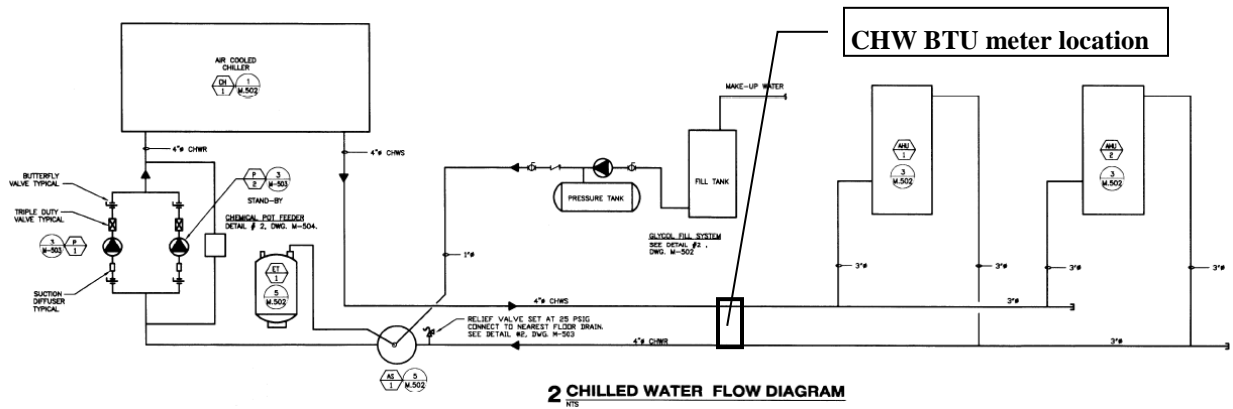 CHW BTU meter location
AIR COOLED
CHILLER
CH
1
1
M.502
4"ø CHWR
4"ø CHWS
MAKE-UP WATER
BUTTERFLY
VALVE TYPICAL
TRIPLE DUTY
VALVE TYPICAL
3
M-503
P
1
SUCTION
DIFFUSER
TYPICAL
P
2
3
M-503
STAND-BY
CHEMICAL POT FEEDER
DETAIL # 2, DWG. M-504.
ET
1
5
M.502
PRESSURE TANK
FILL TANK
GLYCOL FILL SYSTEM
SEE DETAIL #2 ,
DWG. M-502
1"ø
AHU
1
3
M.502
AHU
2
3
M.502
3"ø
3"ø
3"ø
3"ø
4"ø CHWS
3"ø
RELIEF VALVE SET AT 25 PSIG
CONNECT TO NEAREST FLOOR DRAIN.
SEE DETAIL #2, DWG. M-503
4"ø CHWR
3"ø
AS
1
5
M.502
2 CHILLED WATER FLOW DIAGRAM
NTS